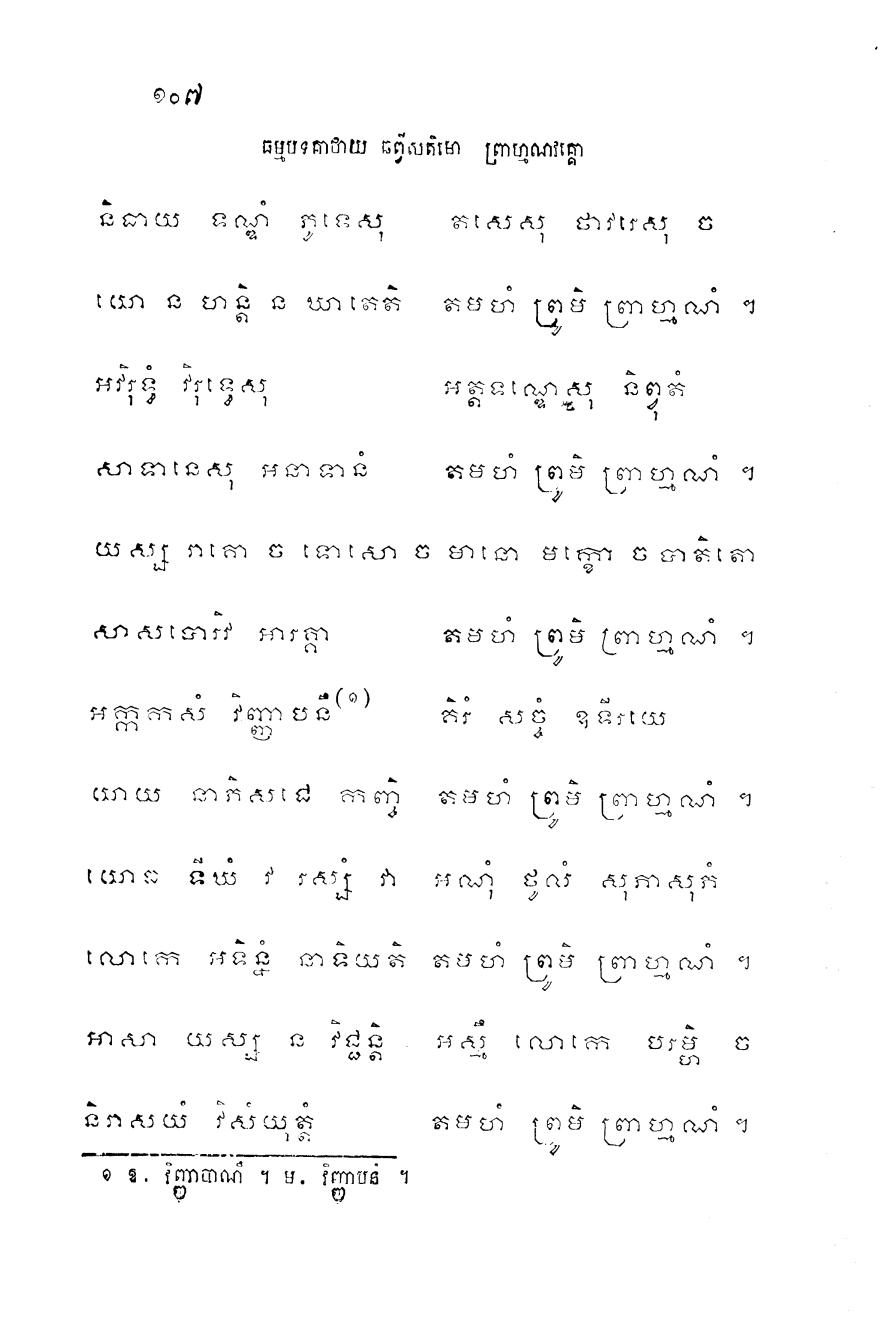 ១០៧
ធម្មបទគាថាយ ឆព្វីសតិមោ ព្រាហ្មណវគ្គោ
និធាយ ទណ្ឌំ ភូតេសុ តសេសុ ថាវរេសុ ច
យោ ន ហន្តិ ន ឃាតេតិ តមហំ ព្រូមិ ព្រាហ្មណំ ។
អវិរុទ្ធំ វិរុទ្ធេសុ អត្តទណ្ឌេសុ និព្វុតំ
សាទានេសុ អនាទានំ តមហំ ព្រូមិ ព្រាហ្មណំ ។
យស្ស រាគោ ច ទោសោ ច មានោ មក្ខោ ច បាតិតោ
សាសបោរិវ អារគ្គា តមហំ ព្រូមិ ព្រាហ្មណំ ។
អកក្កសំ វិញ្ញាបនឹ(១) គិរំ សច្ចំ ឧទីរយេ
យាយ នាភិសជេ កញ្ចិ តមហំ ព្រូមិ ព្រាហ្មណំ ។
យោធ ទីឃំ វ រស្សំ វា អណុំ ថូលំ សុភាសុភំ
លោកេ អទិន្នំ នាទិយតិ តមហំ ព្រូមិ ព្រាហ្មណំ ។
អាសា យស្ស ន វិជ្ជន្តិ អស្មឹ លោកេ បរម្ហិ ច
និរាសយំ វិសំយុត្តំ តមហំ ព្រូមិ ព្រាហ្មណំ ។
១ ឱ. វិញ្ញាបាណឹ ។ ម. វិញ្ញាបនំ ។